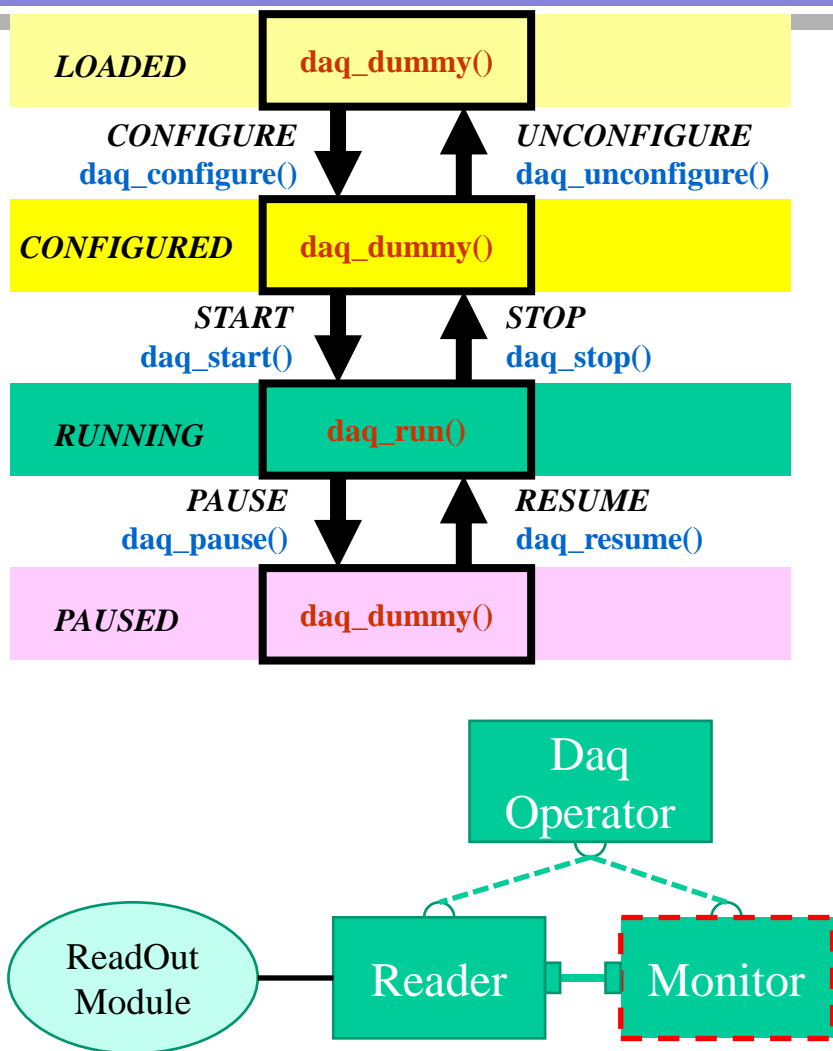 LOADED
daq_dummy()
CONFIGURE
daq_configure()
UNCONFIGURE
daq_unconfigure()
CONFIGURED
daq_dummy()
START
daq_start()
STOP
daq_stop()
RUNNING
daq_run()
PAUSE
daq_pause()
RESUME
daq_resume()
PAUSED
daq_dummy()
Daq
Operator
ReadOut
Module
Reader
Monitor